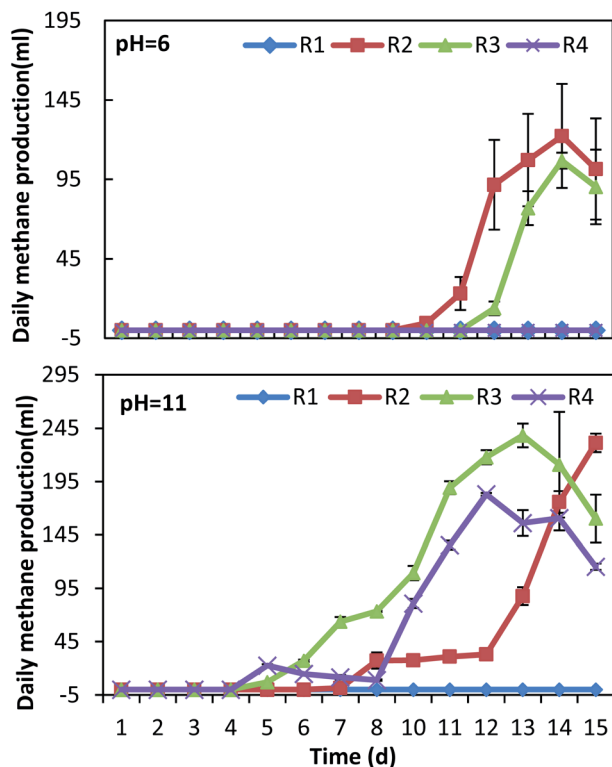 Daily methane production(ml)
195
145
95
45
-5
pH=6
R1 R2 R3 R4
Daily methane production(ml)
295
245
195
145
95
45
-5
pH=11
R1 R2 R3 R4
1 2 3 4 5 6 7 8 10 11 12 13 14 15
Time (d)